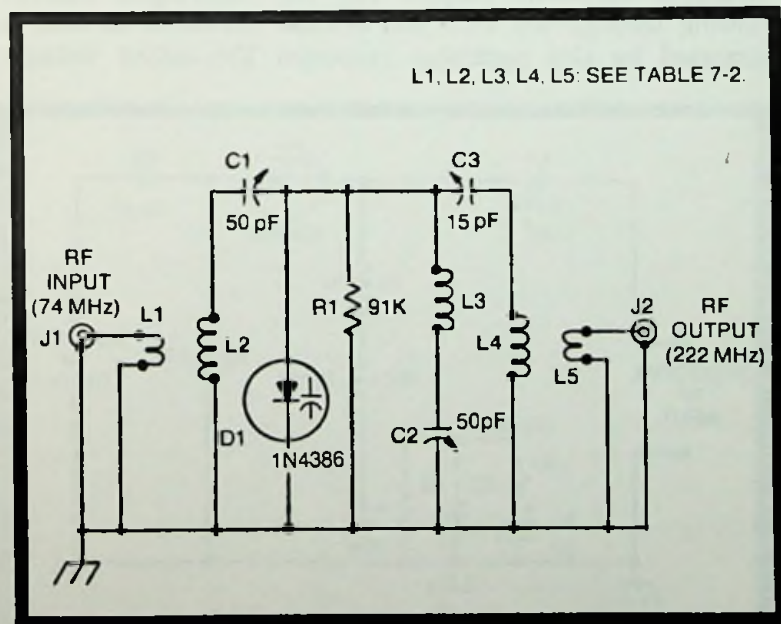 L1, L2, L3, L4, L5: SEE TABLE 7-2.
C1
50 pF
C3
15 pF
RF
INPUT
(74 MHz)
J1
L1
L2
R1
91K
L3
L4
J2
RF
OUTPUT
(222 MHz)
L5
D1
1N4386
C2
50pF